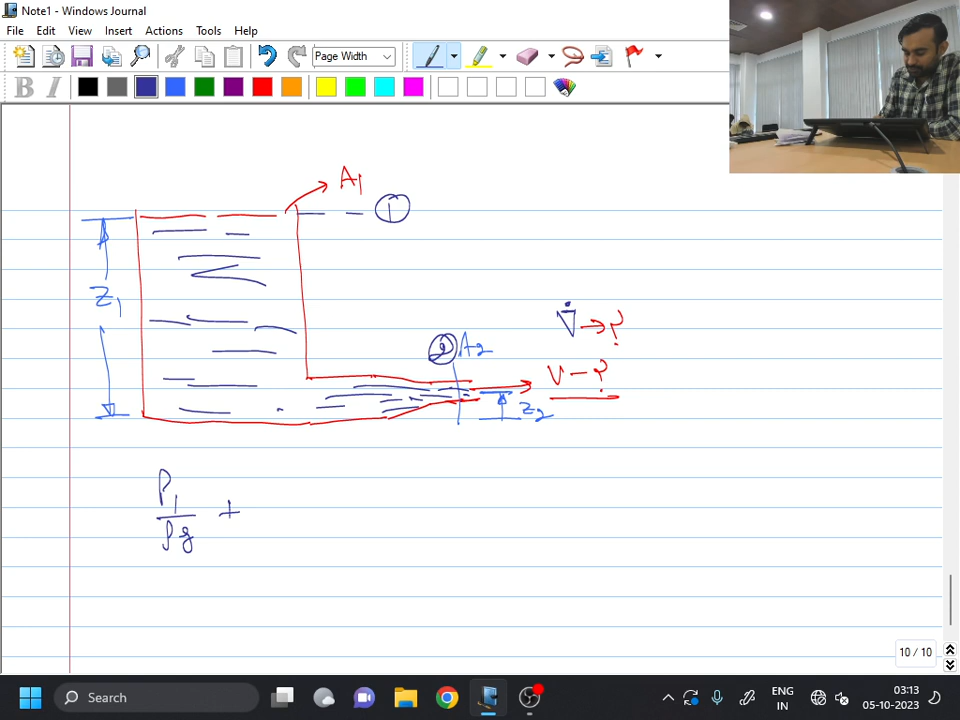 Note1 - Windows Journal
File Edit View Insert Actions Tools Help
Page Width
B I
A1
1
Z1
2 A2
V̇ → ?
V - ?
Z2
P1
+
ρg
10 / 10
Search
ENG
IN
03:13
05-10-2023